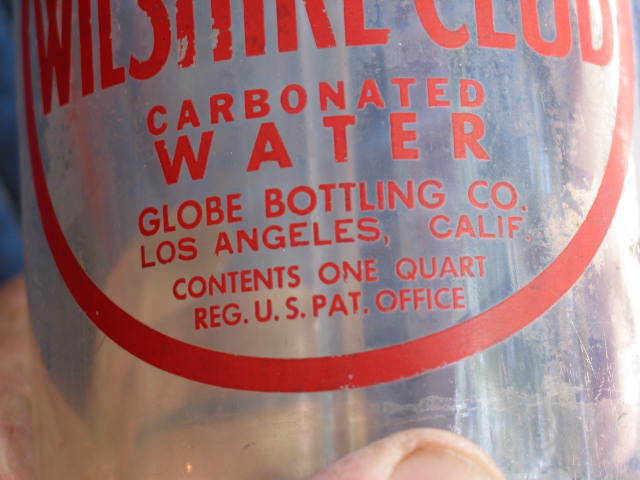 WILSHIRE CLUB
CARBONATED
WATER
GLOBE BOTTLING CO.
LOS ANGELES, CALIF.
CONTENTS ONE QUART
REG. U.S. PAT. OFFICE